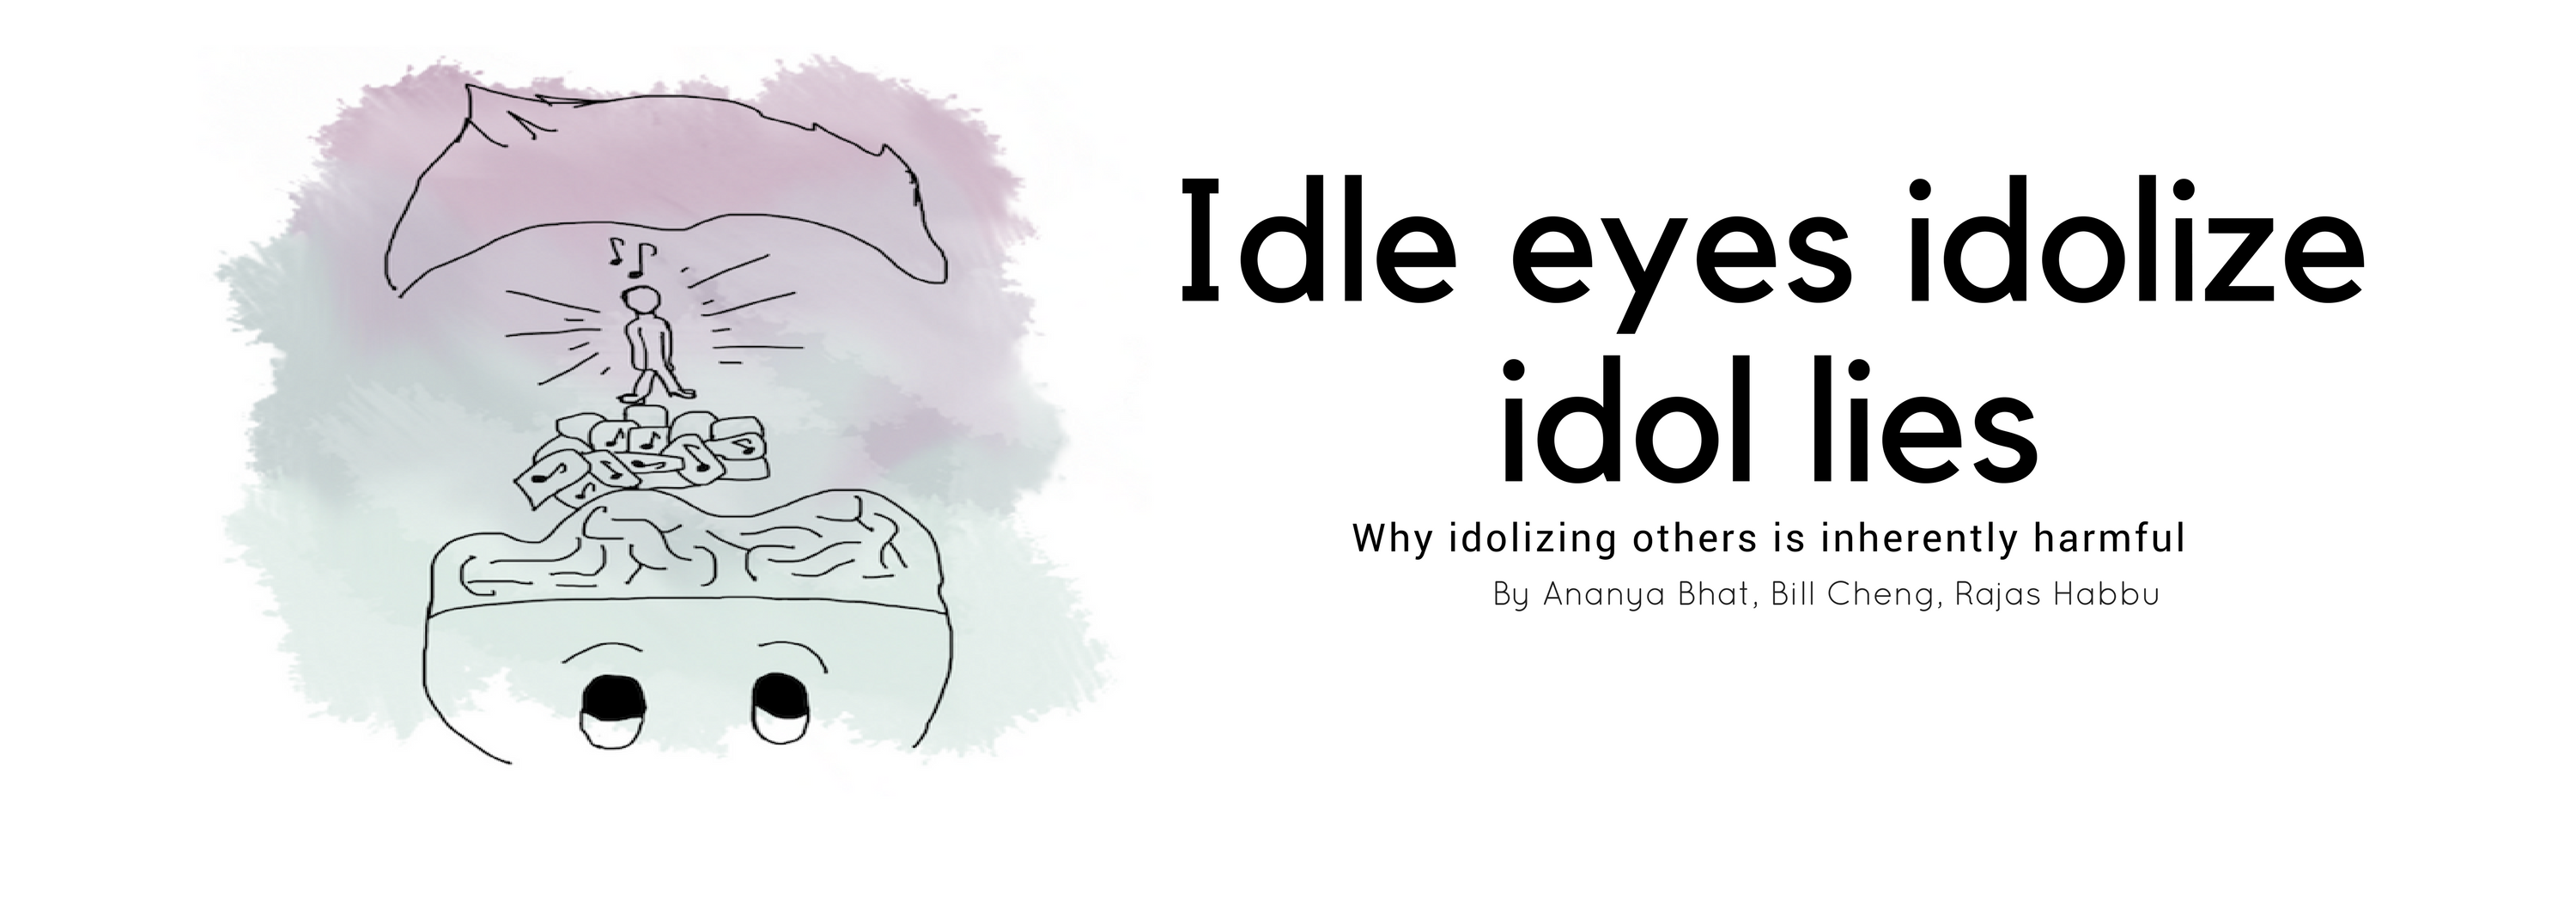 Idle eyes idolize
idol lies
Why idolizing others is inherently harmful
By Ananya Bhat, Bill Cheng, Rajas Habbu